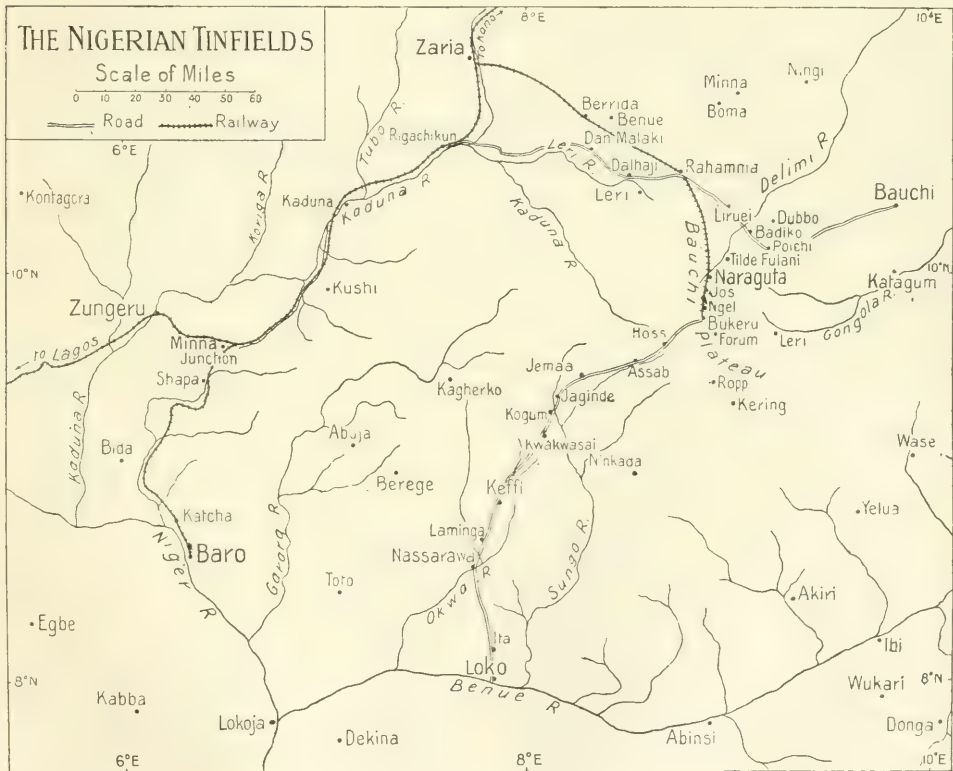 THE NIGERIAN TINFIELDS
Scale of Miles
0 10 20 30 40 50 60
Road Railway
6°E
8°E
10°E
To Kano
Zaria
Minna
Ningi
Boma
Berrida
Benue
Dan Malaki
Rigachikun
Tubo R.
Leri R.
Dalhaji
Rahamnia
Delimi R
Kontagora
Koriga R
Kaduna
Kaduna R
Leri
Kaduna R
Liruei
Dubbo
Bauchi
Badiko
Polchi
Tilde Fulani
10°N
Kushi
Bauchi Plateau
Naraguta
Katagum
10°N
Jos
Ngel
Gongola R.
Zungeru
Bukeru
Hoss
Forum
Leri
to Lagos
Minna
Junction
Jemaa
Assab
Shapa
Kagherko
Jaginde
Ropp
Kering
Kogum
Kaduna R
Bida
Abuja
Kwakwasai
Ninkada
Wase
Berege
Keffi
Katcha
Yelua
Laminga
Baro
Niger R
Garara R
Nassarawa
Sungo R.
Toto
Okwa R
Akiri
Egbe
Ita
Ibi
8°N
Loko
8°N
Benue R
Kabba
Wukari
Lokoja
Dekina
Abinsi
Donga
6°E
8°E
10°E